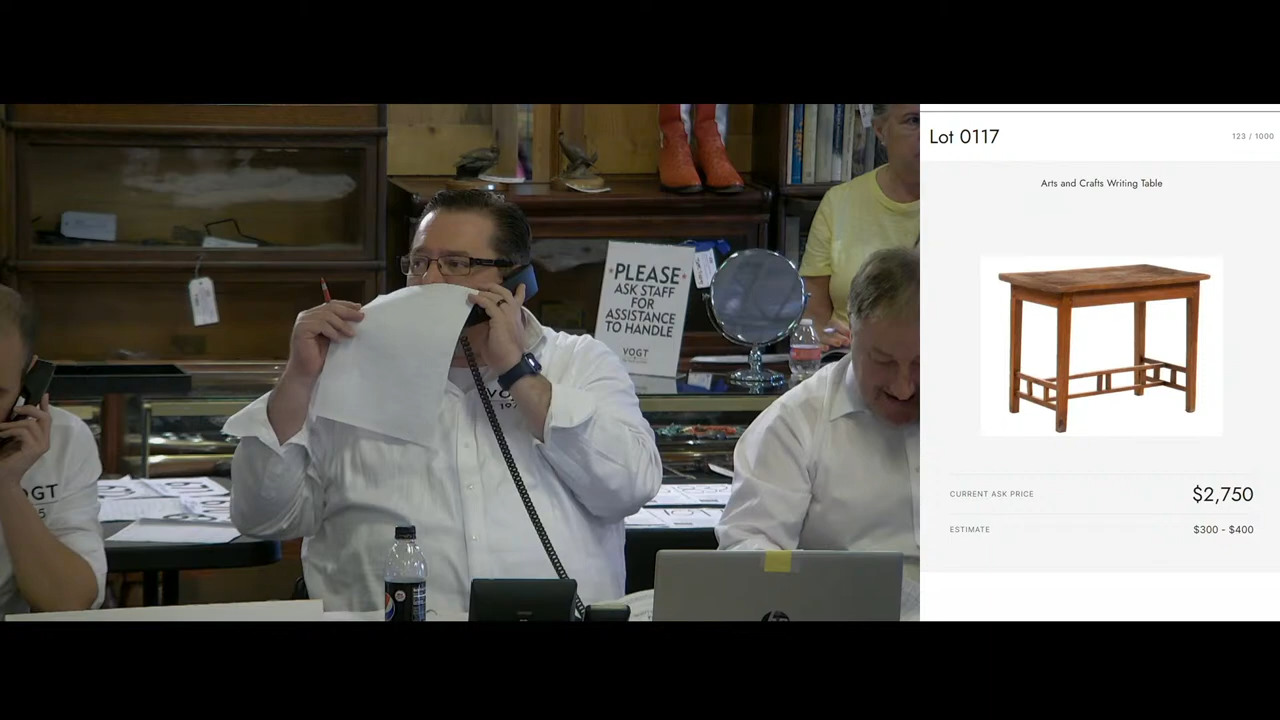 PLEASE
ASK STAFF
FOR
ASSISTANCE
TO HANDLE
VOGT
Lot 0117
123 / 1000
Arts and Crafts Writing Table
CURRENT ASK PRICE
$2,750
ESTIMATE
$300 - $400